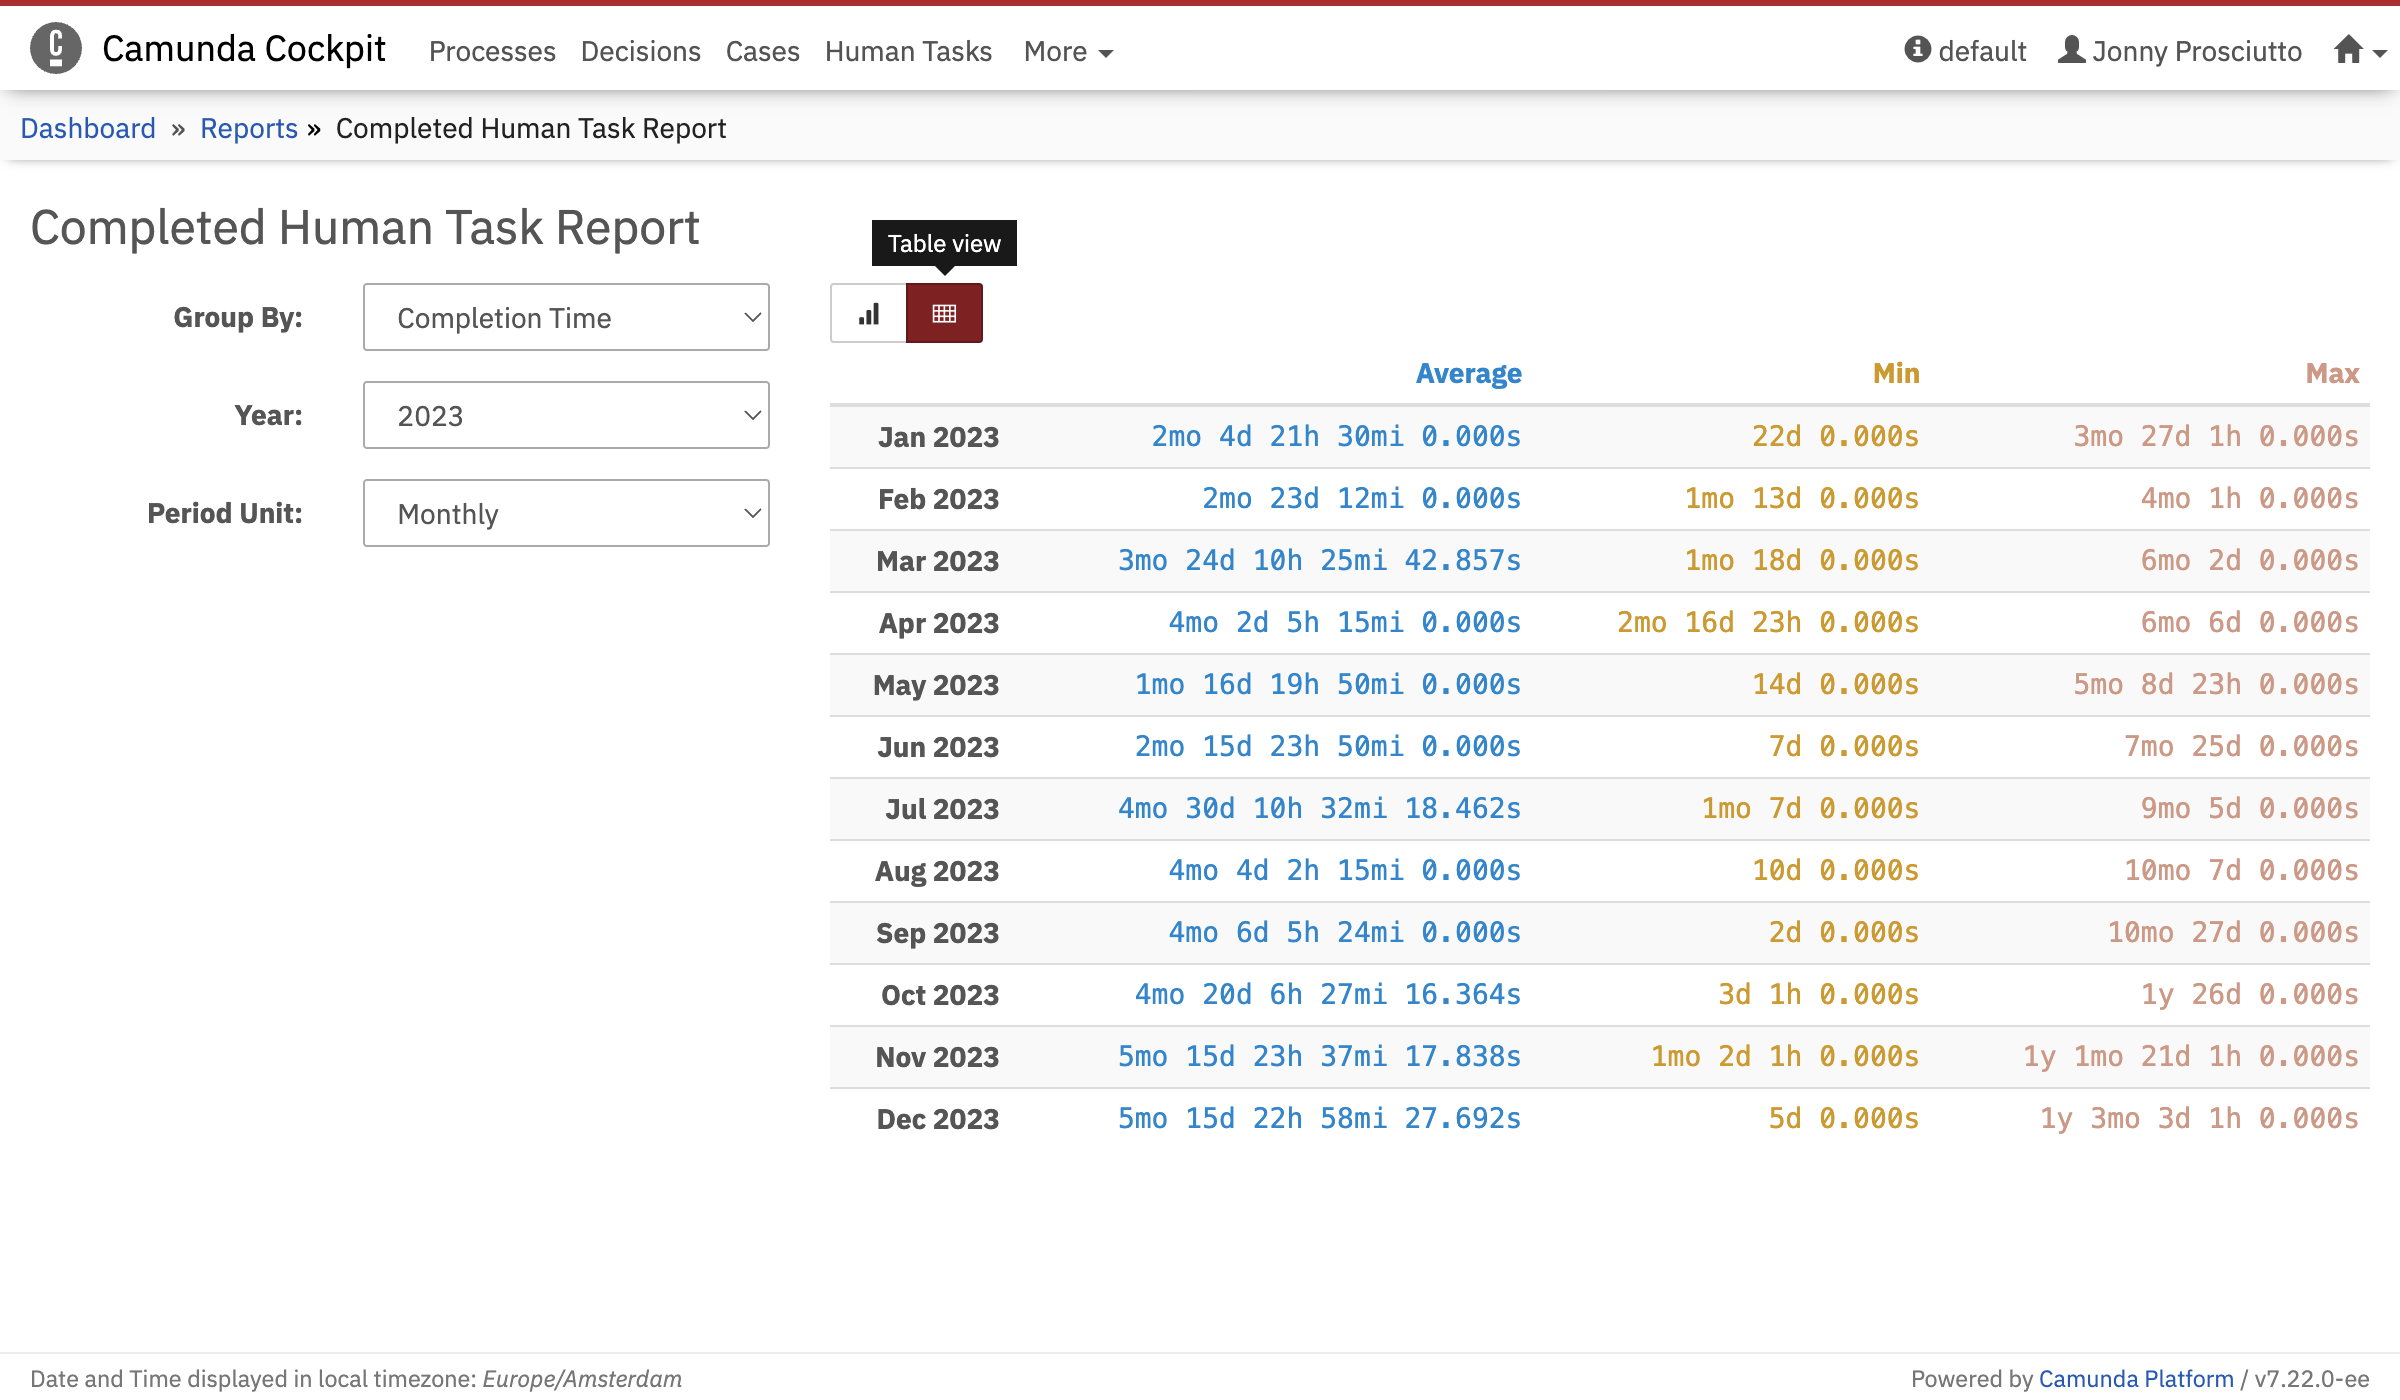 Camunda Cockpit Processes Decisions Cases Human Tasks More default Jonny Prosciutto
Dashboard » Reports » Completed Human Task Report
Completed Human Task Report
Table view
Group By: Completion Time
Year: 2023
Period Unit: Monthly
Average Min Max
Jan 2023 2mo 4d 21h 30mi 0.000s 22d 0.000s 3mo 27d 1h 0.000s
Feb 2023 2mo 23d 12mi 0.000s 1mo 13d 0.000s 4mo 1h 0.000s
Mar 2023 3mo 24d 10h 25mi 42.857s 1mo 18d 0.000s 6mo 2d 0.000s
Apr 2023 4mo 2d 5h 15mi 0.000s 2mo 16d 23h 0.000s 6mo 6d 0.000s
May 2023 1mo 16d 19h 50mi 0.000s 14d 0.000s 5mo 8d 23h 0.000s
Jun 2023 2mo 15d 23h 50mi 0.000s 7d 0.000s 7mo 25d 0.000s
Jul 2023 4mo 30d 10h 32mi 18.462s 1mo 7d 0.000s 9mo 5d 0.000s
Aug 2023 4mo 4d 2h 15mi 0.000s 10d 0.000s 10mo 7d 0.000s
Sep 2023 4mo 6d 5h 24mi 0.000s 2d 0.000s 10mo 27d 0.000s
Oct 2023 4mo 20d 6h 27mi 16.364s 3d 1h 0.000s 1y 26d 0.000s
Nov 2023 5mo 15d 23h 37mi 17.838s 1mo 2d 1h 0.000s 1y 1mo 21d 1h 0.000s
Dec 2023 5mo 15d 22h 58mi 27.692s 5d 0.000s 1y 3mo 3d 1h 0.000s
Date and Time displayed in local timezone: Europe/Amsterdam Powered by Camunda Platform / v7.22.0-ee